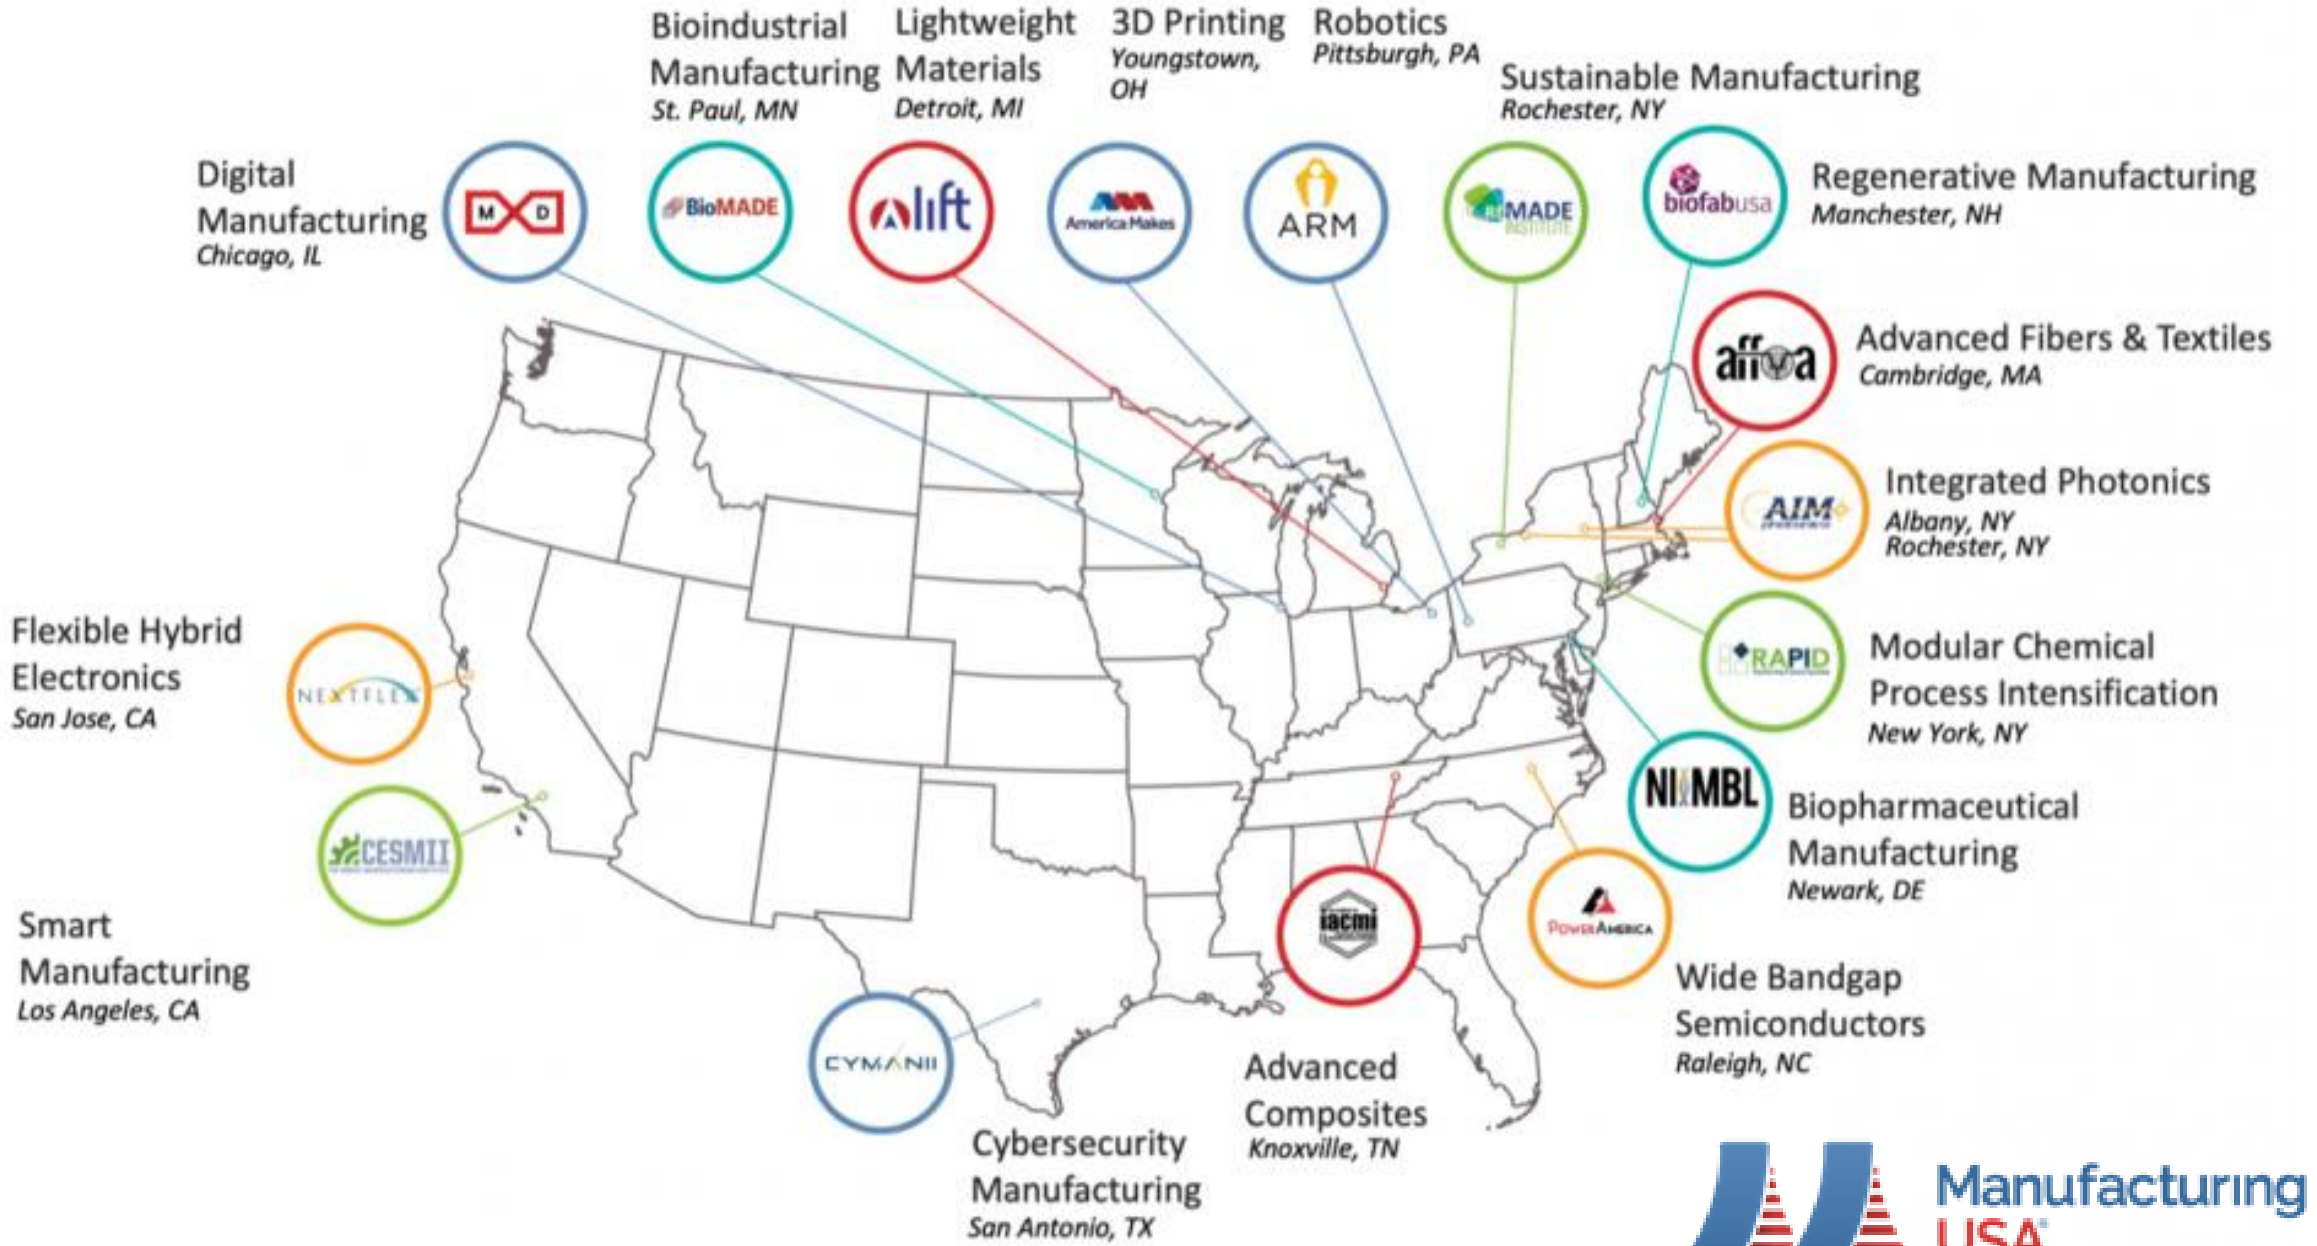 Bioindustrial
Manufacturing
St. Paul, MN
Lightweight
Materials
Detroit, MI
3D Printing
Youngstown,
OH
Robotics
Pittsburgh, PA
Sustainable Manufacturing
Rochester, NY
Digital
Manufacturing
Chicago, IL
M D
BioMADE
lift
America Makes
ARM
REMADE
INSTITUTE
biofabusa
Regenerative Manufacturing
Manchester, NH
affoa
Advanced Fibers & Textiles
Cambridge, MA
AIM
Integrated Photonics
Albany, NY
Rochester, NY
Flexible Hybrid
Electronics
San Jose, CA
NEXTFLEX
RAPID
Modular Chemical
Process Intensification
New York, NY
CESMII
Smart
Manufacturing
Los Angeles, CA
NIIMBL
Biopharmaceutical
Manufacturing
Newark, DE
iacmi
PowerAmerica
Wide Bandgap
Semiconductors
Raleigh, NC
CYMANII
Cybersecurity
Manufacturing
San Antonio, TX
Advanced
Composites
Knoxville, TN
Manufacturing
USA